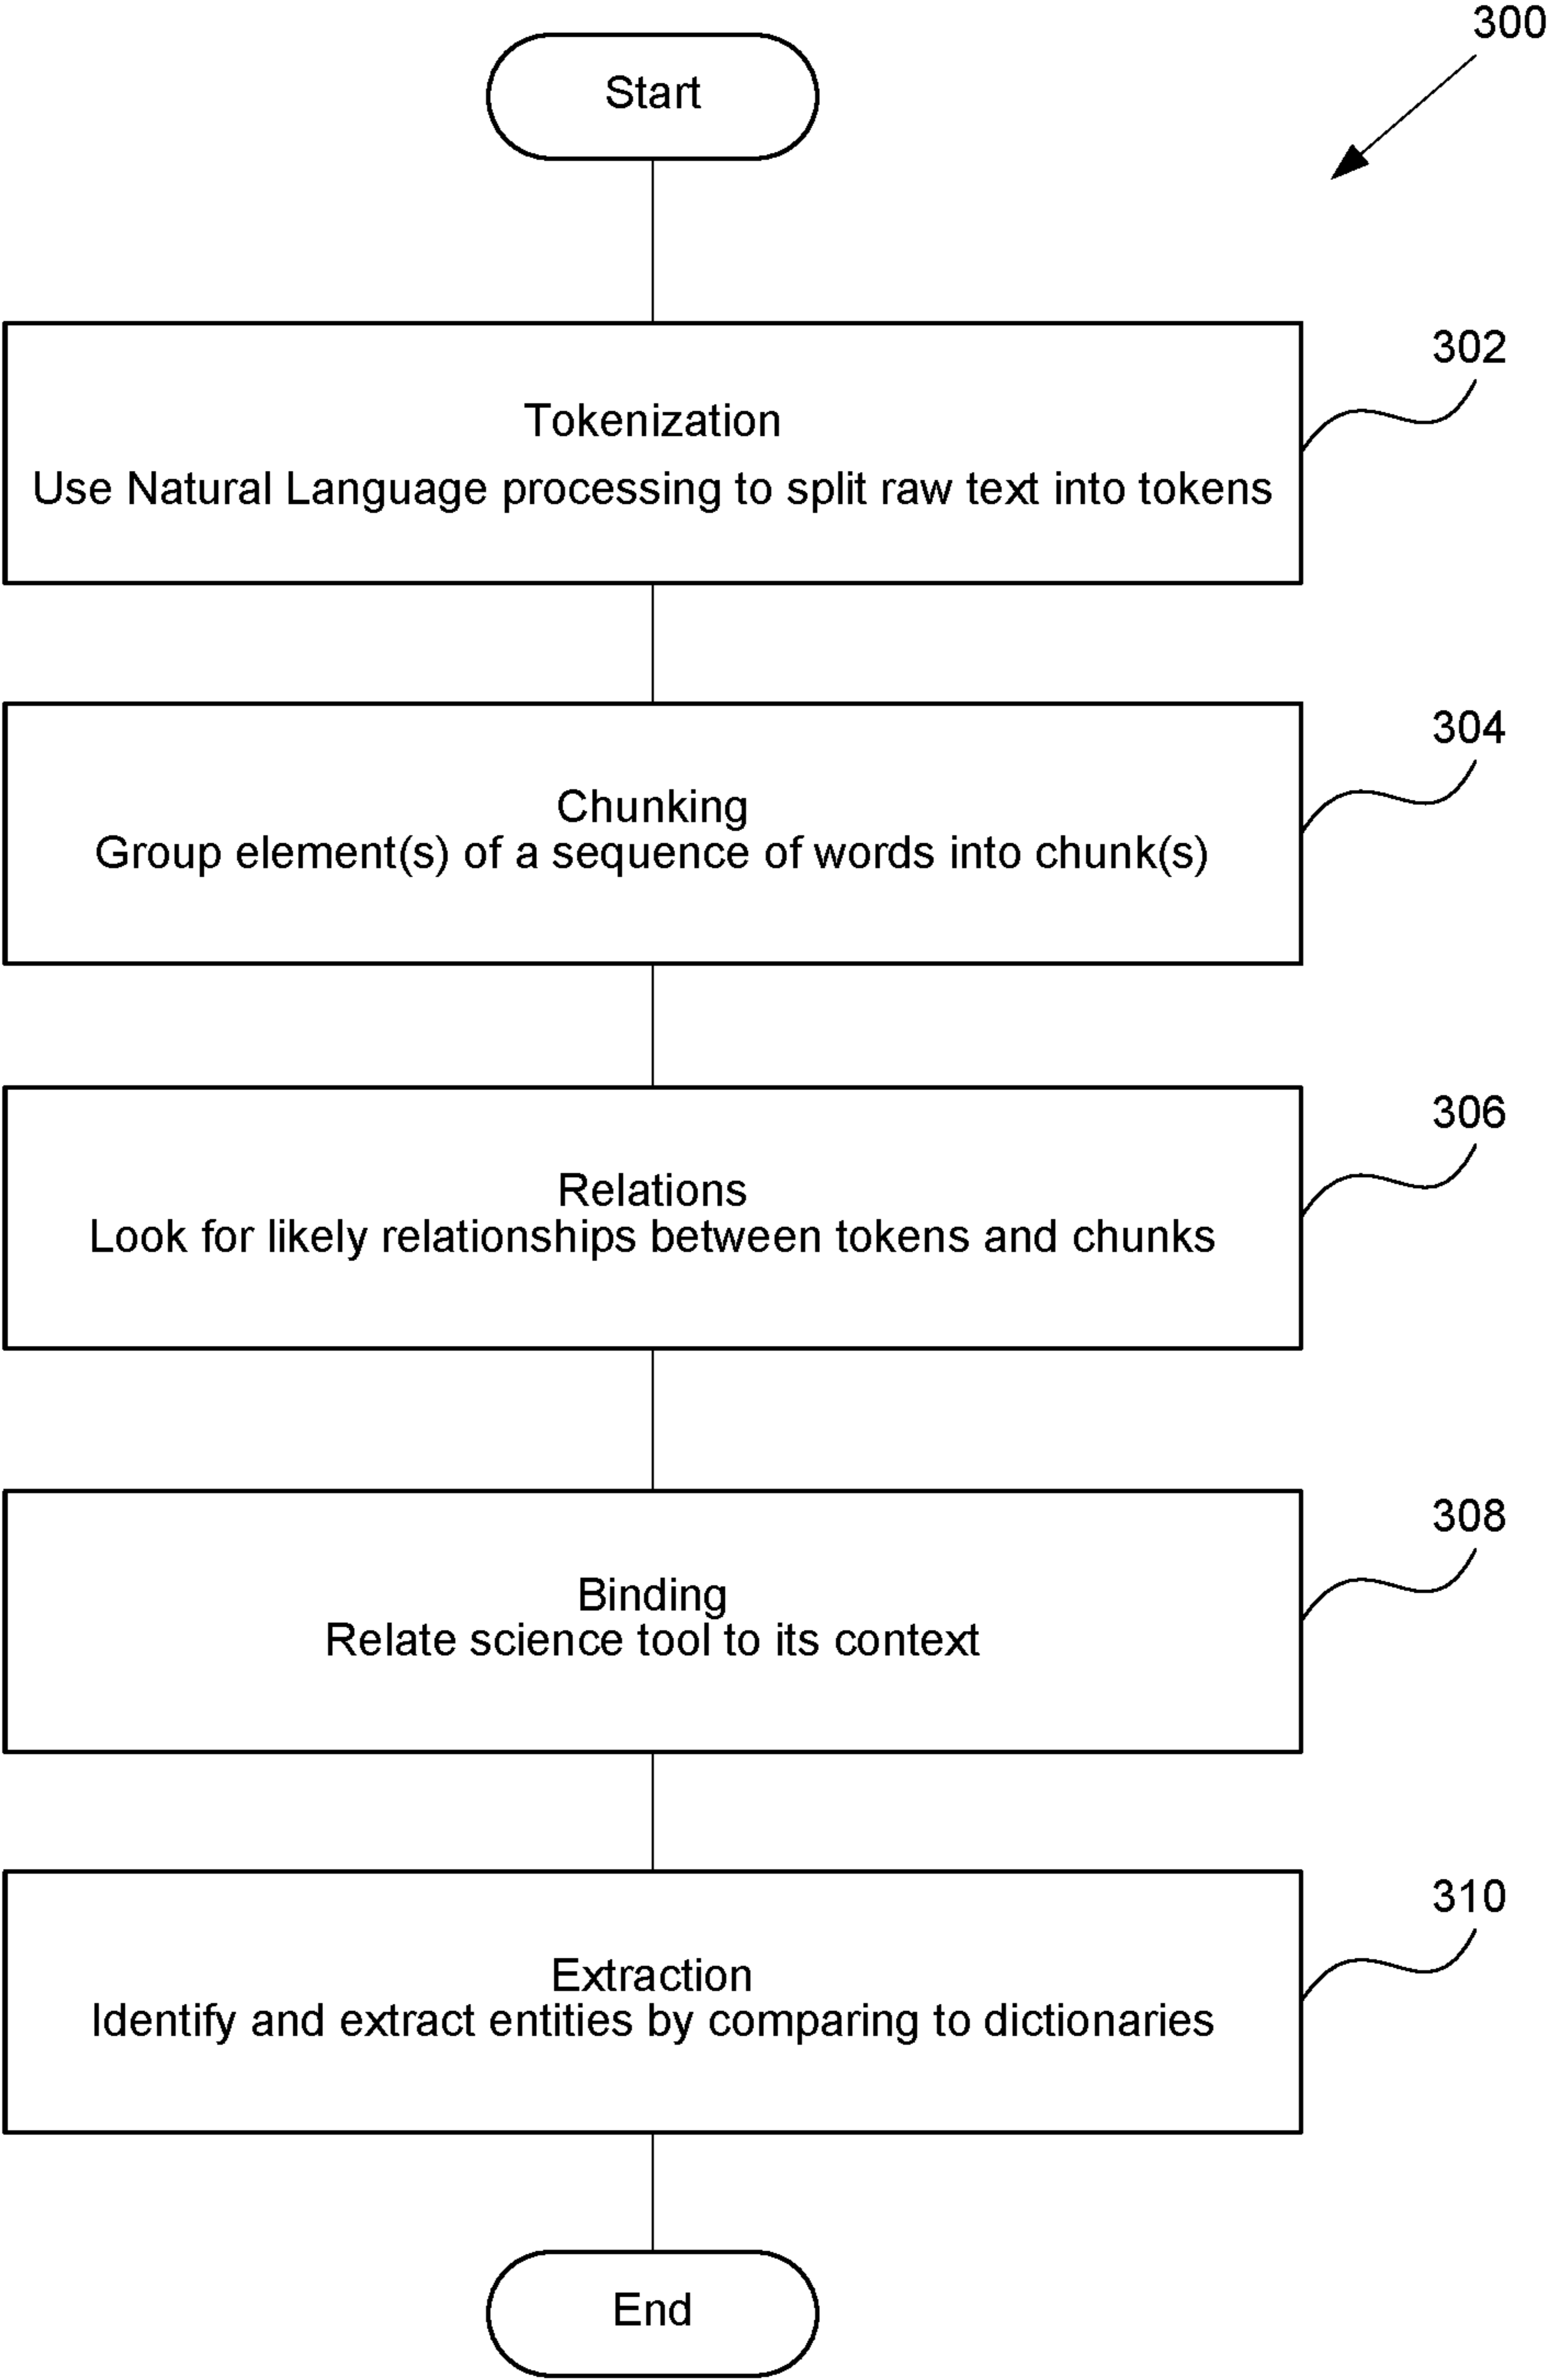 300
Start
302
Tokenization
Use Natural Language processing to split raw text into tokens
304
Chunking
Group element(s) of a sequence of words into chunk(s)
306
Relations
Look for likely relationships between tokens and chunks
308
Binding
Relate science tool to its context
310
Extraction
Identify and extract entities by comparing to dictionaries
End